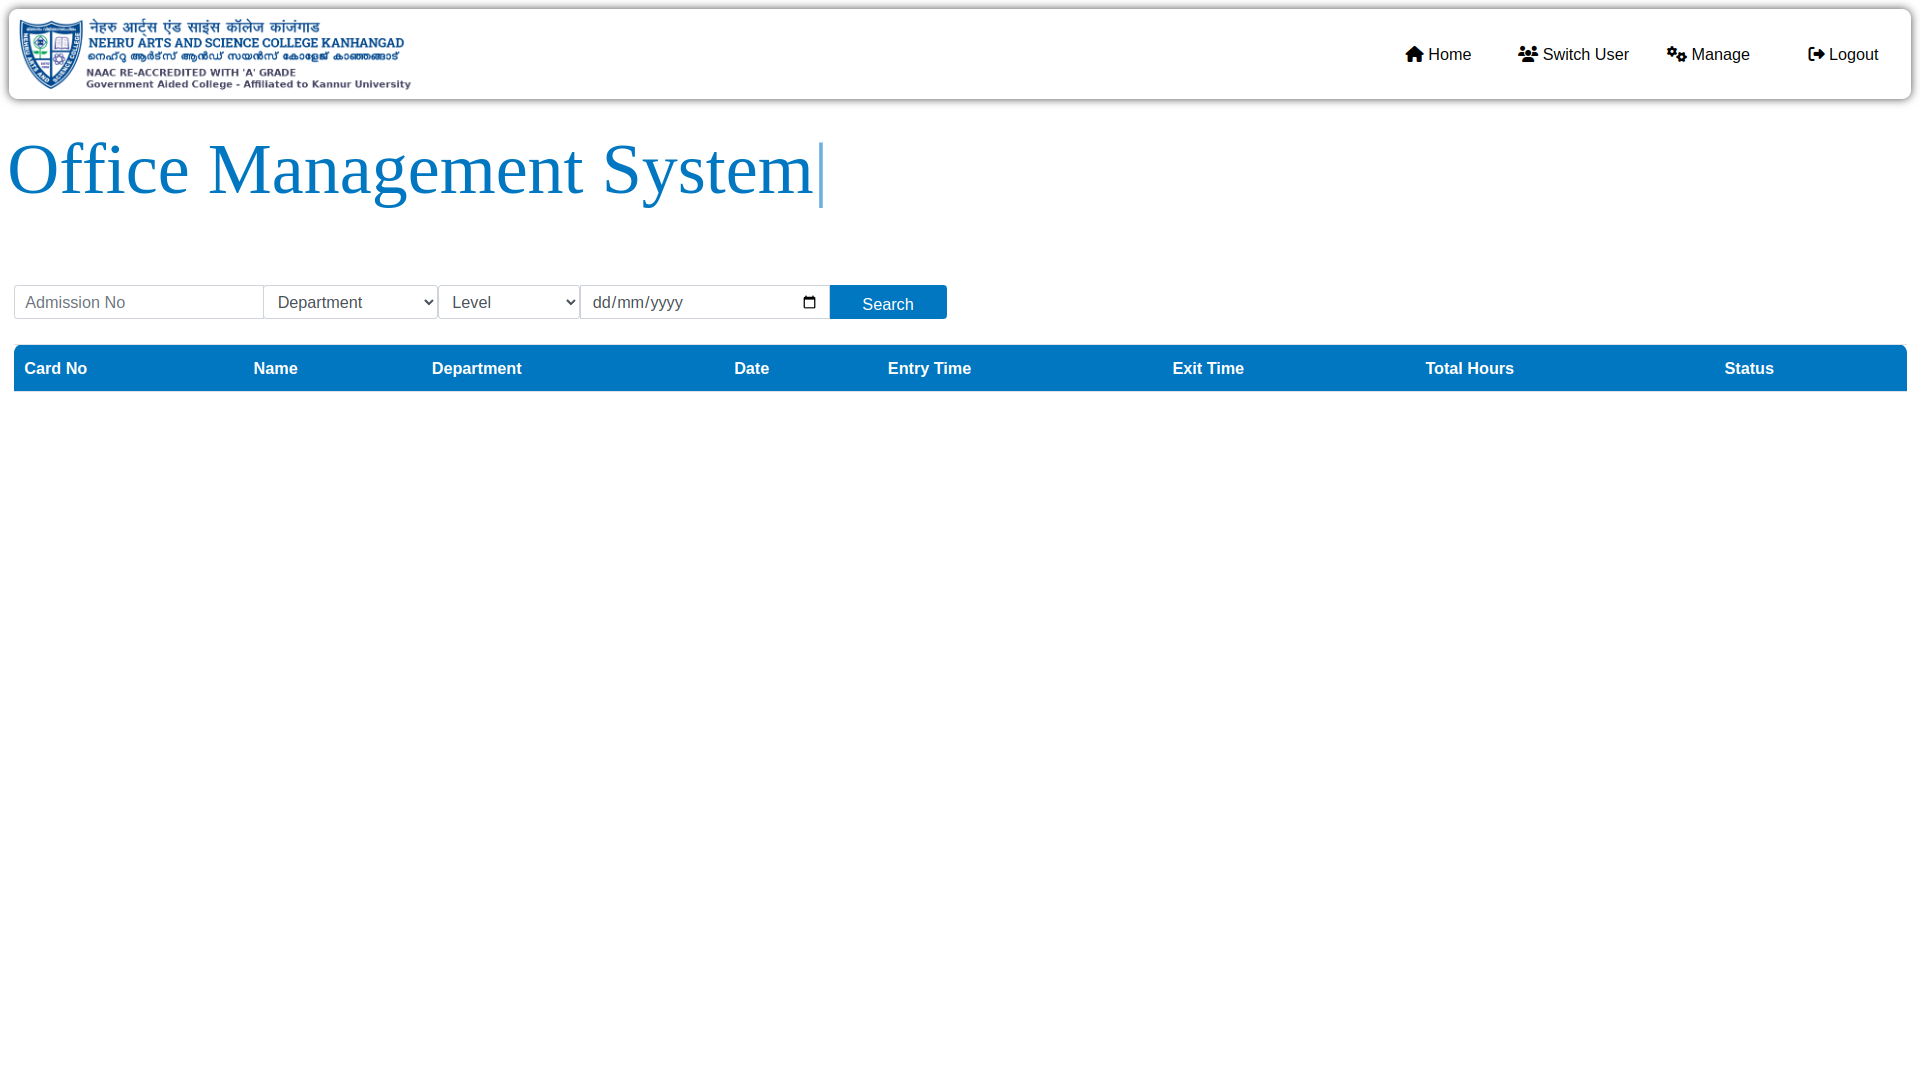 नेहरु आर्ट्स एंड साइंस कॉलेज कांजंगाड
NEHRU ARTS AND SCIENCE COLLEGE KANHANGAD
നെഹ്റു ആർട്സ് ആൻഡ് സയൻസ് കോളേജ് കാഞ്ഞങ്ങാട്
NAAC RE-ACCREDITED WITH 'A' GRADE
Government Aided College - Affiliated to Kannur University
Home
Switch User
Manage
Logout
Office Management System
Admission No
Department
Level
dd/mm/yyyy
Search
Card No
Name
Department
Date
Entry Time
Exit Time
Total Hours
Status